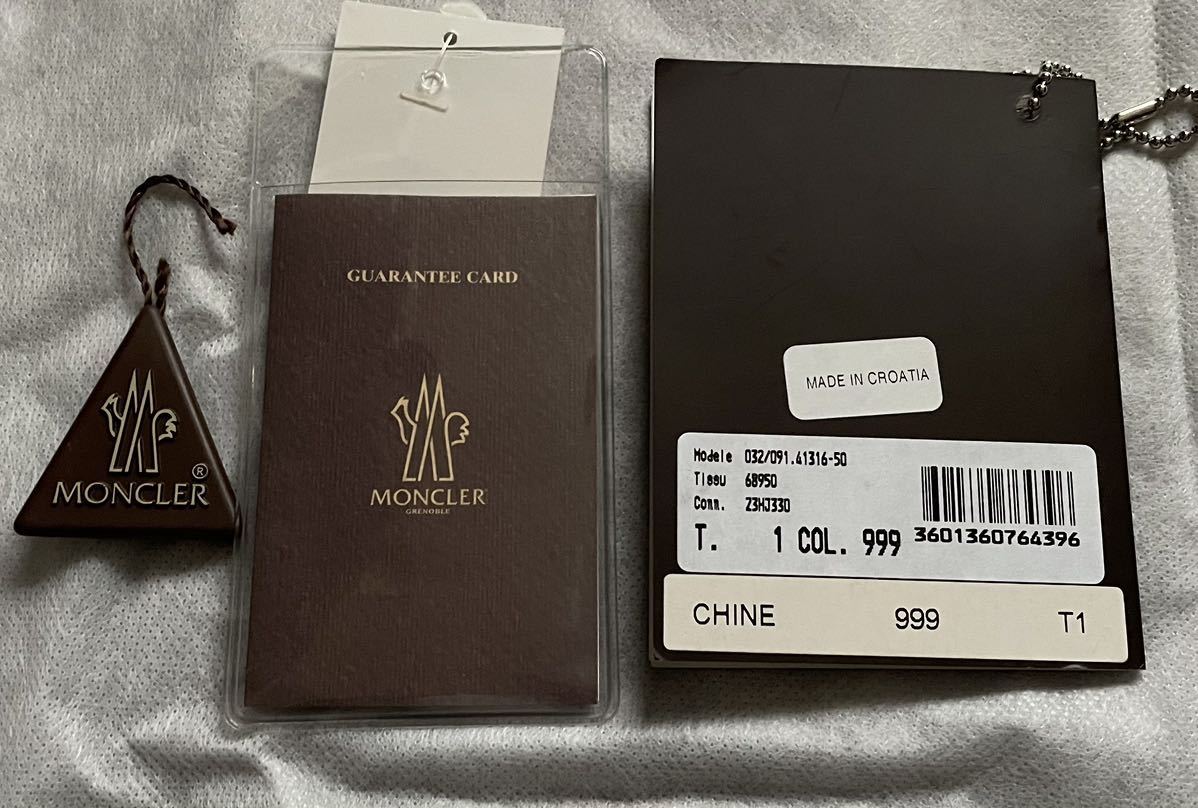 ®
MONCLER
GUARANTEE CARD
MONCLER
GRENOBLE
MADE IN CROATIA
Modele 032/091.41316-50
Tissu 68950
Comm. Z3HJ330
T. 1 COL. 999
3601360764396
CHINE 999 T1